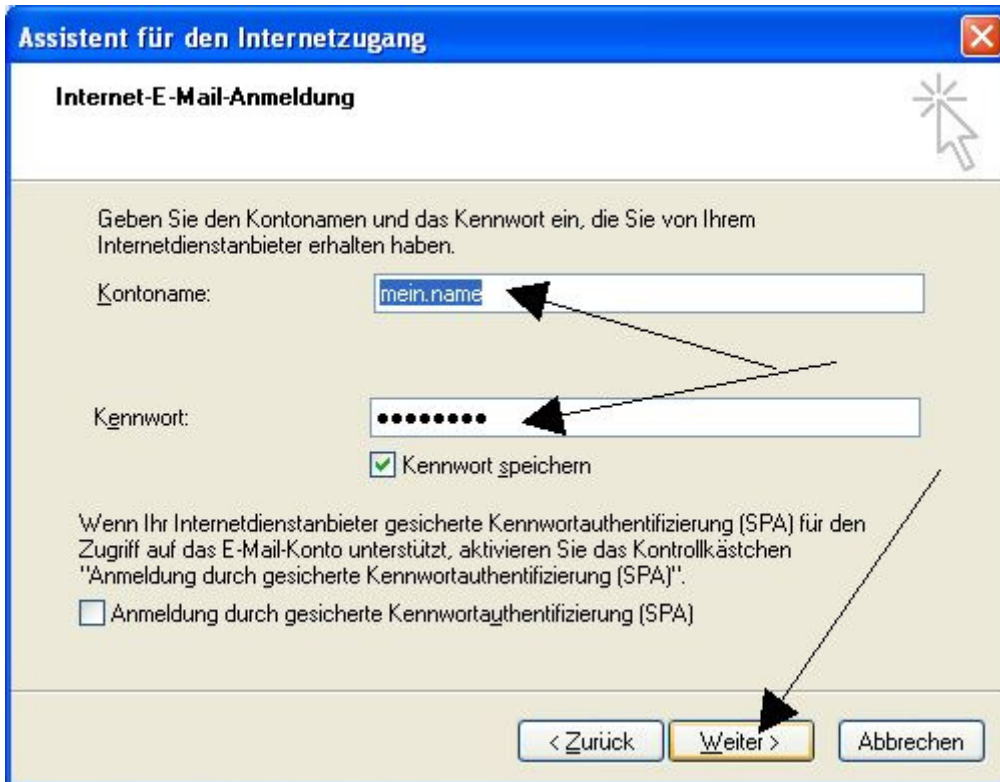 Assistent für den Internetzugang
Internet-E-Mail-Anmeldung
Geben Sie den Kontonamen und das Kennwort ein, die Sie von Ihrem
Internetdienstanbieter erhalten haben.
Kontoname: mein.name
Kennwort: ●●●●●●●●
Kennwort speichern
Wenn Ihr Internetdienstanbieter gesicherte Kennwortauthentifizierung (SPA) für den
Zugriff auf das E-Mail-Konto unterstützt, aktivieren Sie das Kontrollkästchen
"Anmeldung durch gesicherte Kennwortauthentifizierung (SPA)".
Anmeldung durch gesicherte Kennwortauthentifizierung (SPA)
< Zurück Weiter > Abbrechen